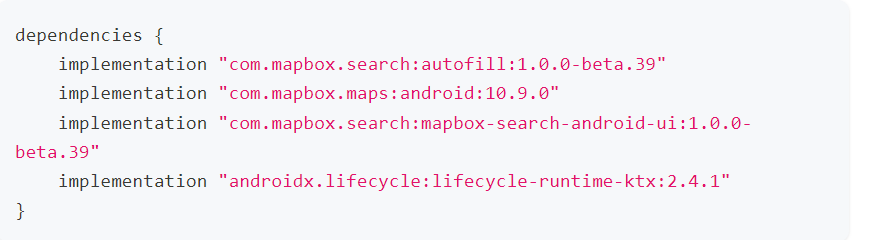 dependencies {
    implementation "com.mapbox.search:autofill:1.0.0-beta.39"
    implementation "com.mapbox.maps:android:10.9.0"
    implementation "com.mapbox.search:mapbox-search-android-ui:1.0.0-
beta.39"
    implementation "androidx.lifecycle:lifecycle-runtime-ktx:2.4.1"
}